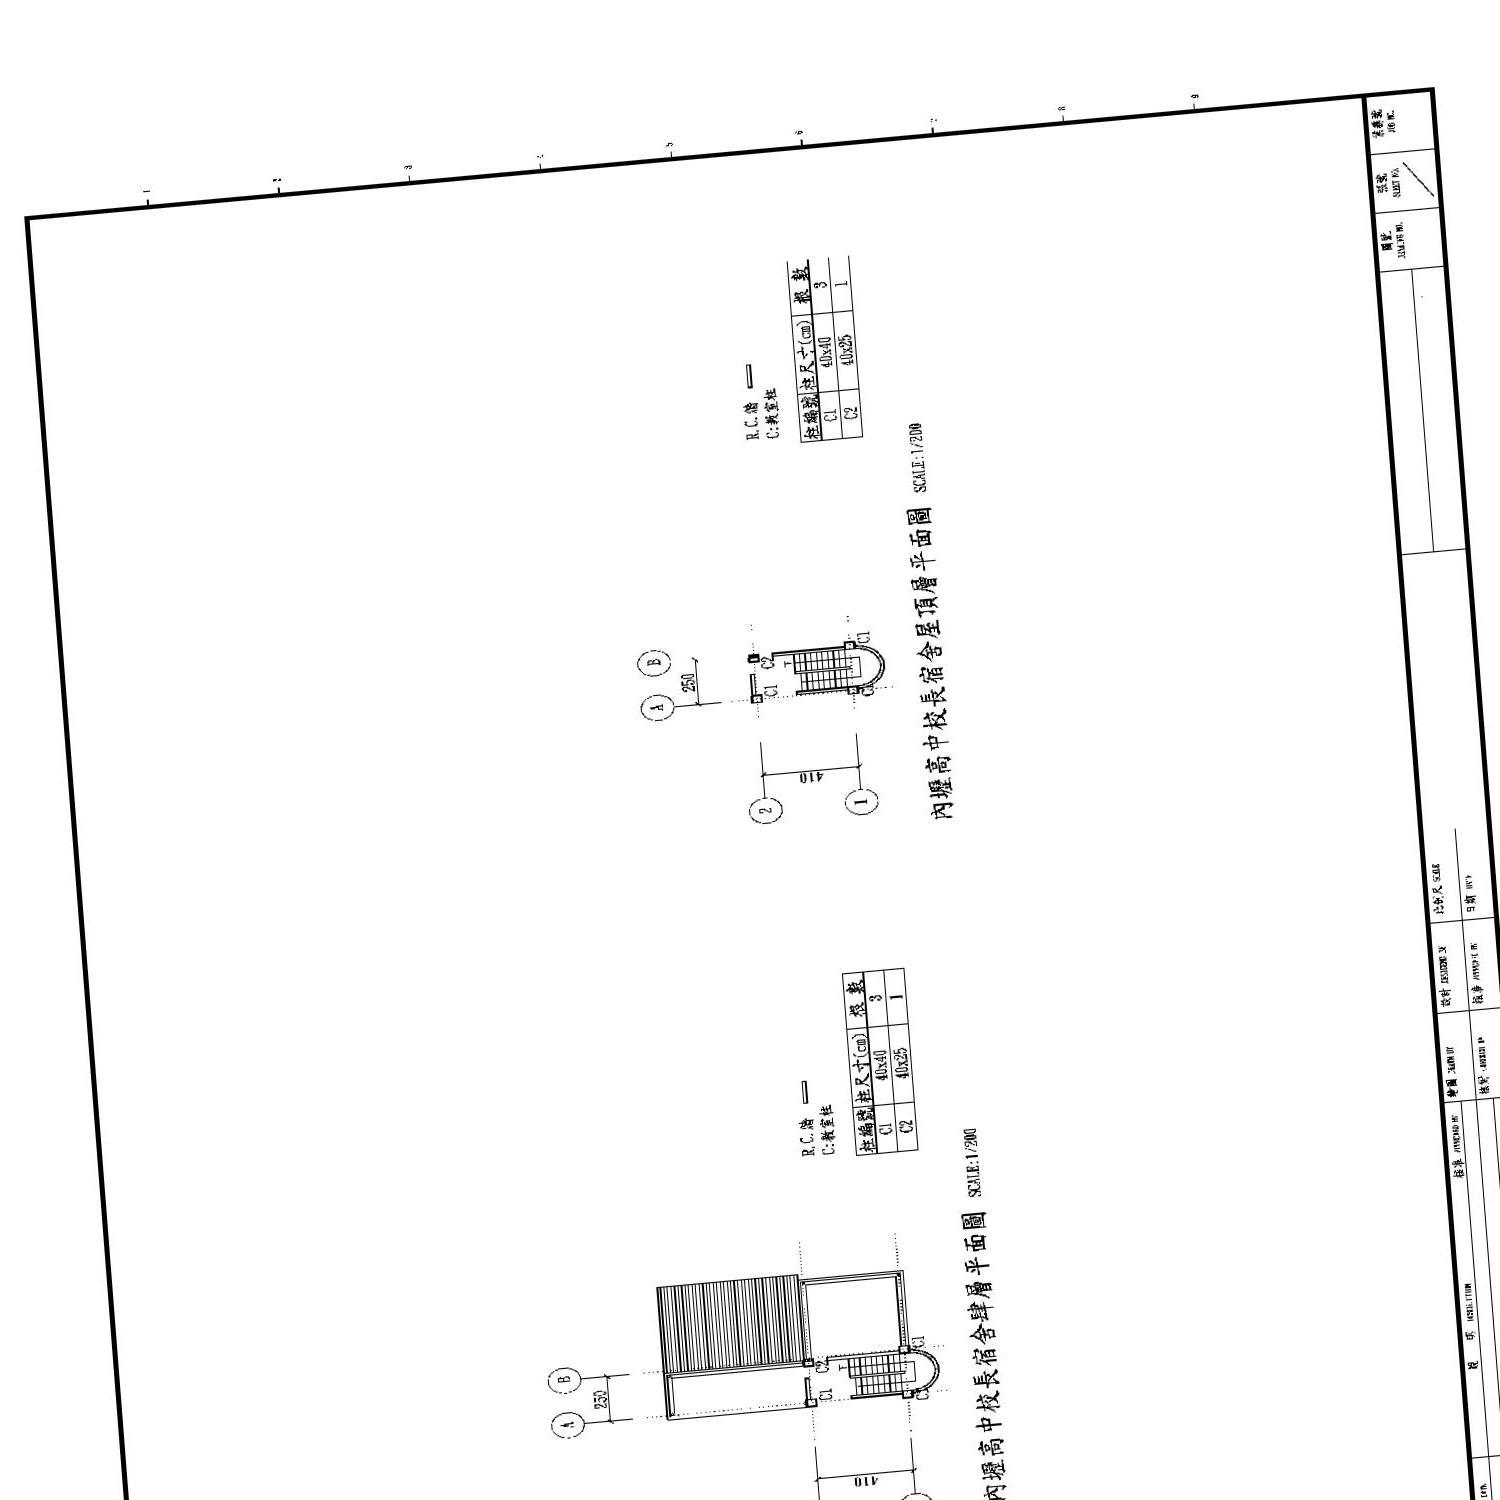 1
2
3
4
5
6
7
8
9
業務號
JOB NO.
張號
SHEET NO.
圖號
DRAWING NO.
R.C.牆
C:教室柱
柱編號 柱尺寸(cm) 根數
C1 40x40 3
C2 40x25 1
內壢高中校長宿舍屋頂層平面圖 SCALE:1/200
A
B
250
C1
C2
下
C1
C1
410
2
1
R.C.牆
C:教室柱
柱編號 柱尺寸(cm) 根數
C1 40x40 3
C2 40x25 1
內壢高中校長宿舍肆層平面圖 SCALE:1/200
A
B
250
C1
C2
下
C1
C1
410
比例尺 SCALE
日期 DATE
設計 DESIGNED BY
核准 APPROVED BY
繪圖 DRAWN BY
核准 APPROVED BY
說明 DESCRIPTION